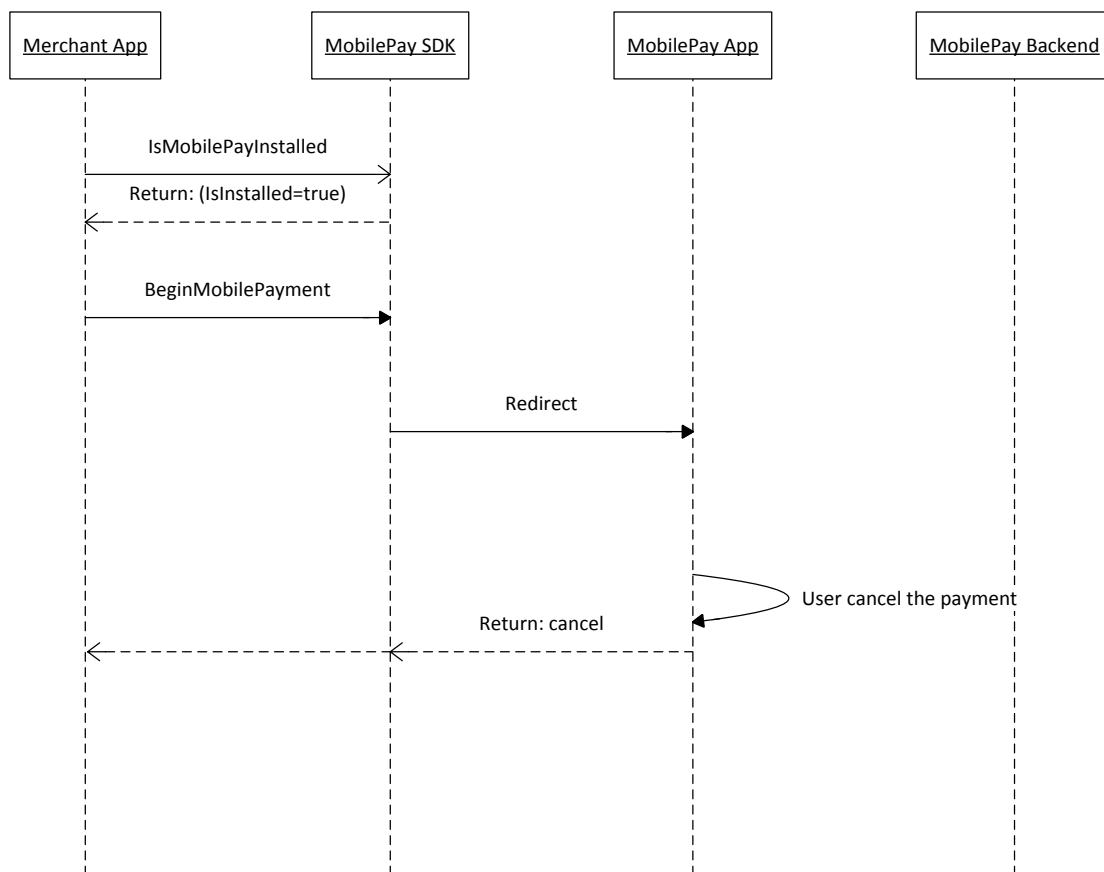 Merchant App
MobilePay SDK
MobilePay App
MobilePay Backend
IsMobilePayInstalled
Return: (IsInstalled=true)
BeginMobilePayment
Redirect
User cancel the payment
Return: cancel